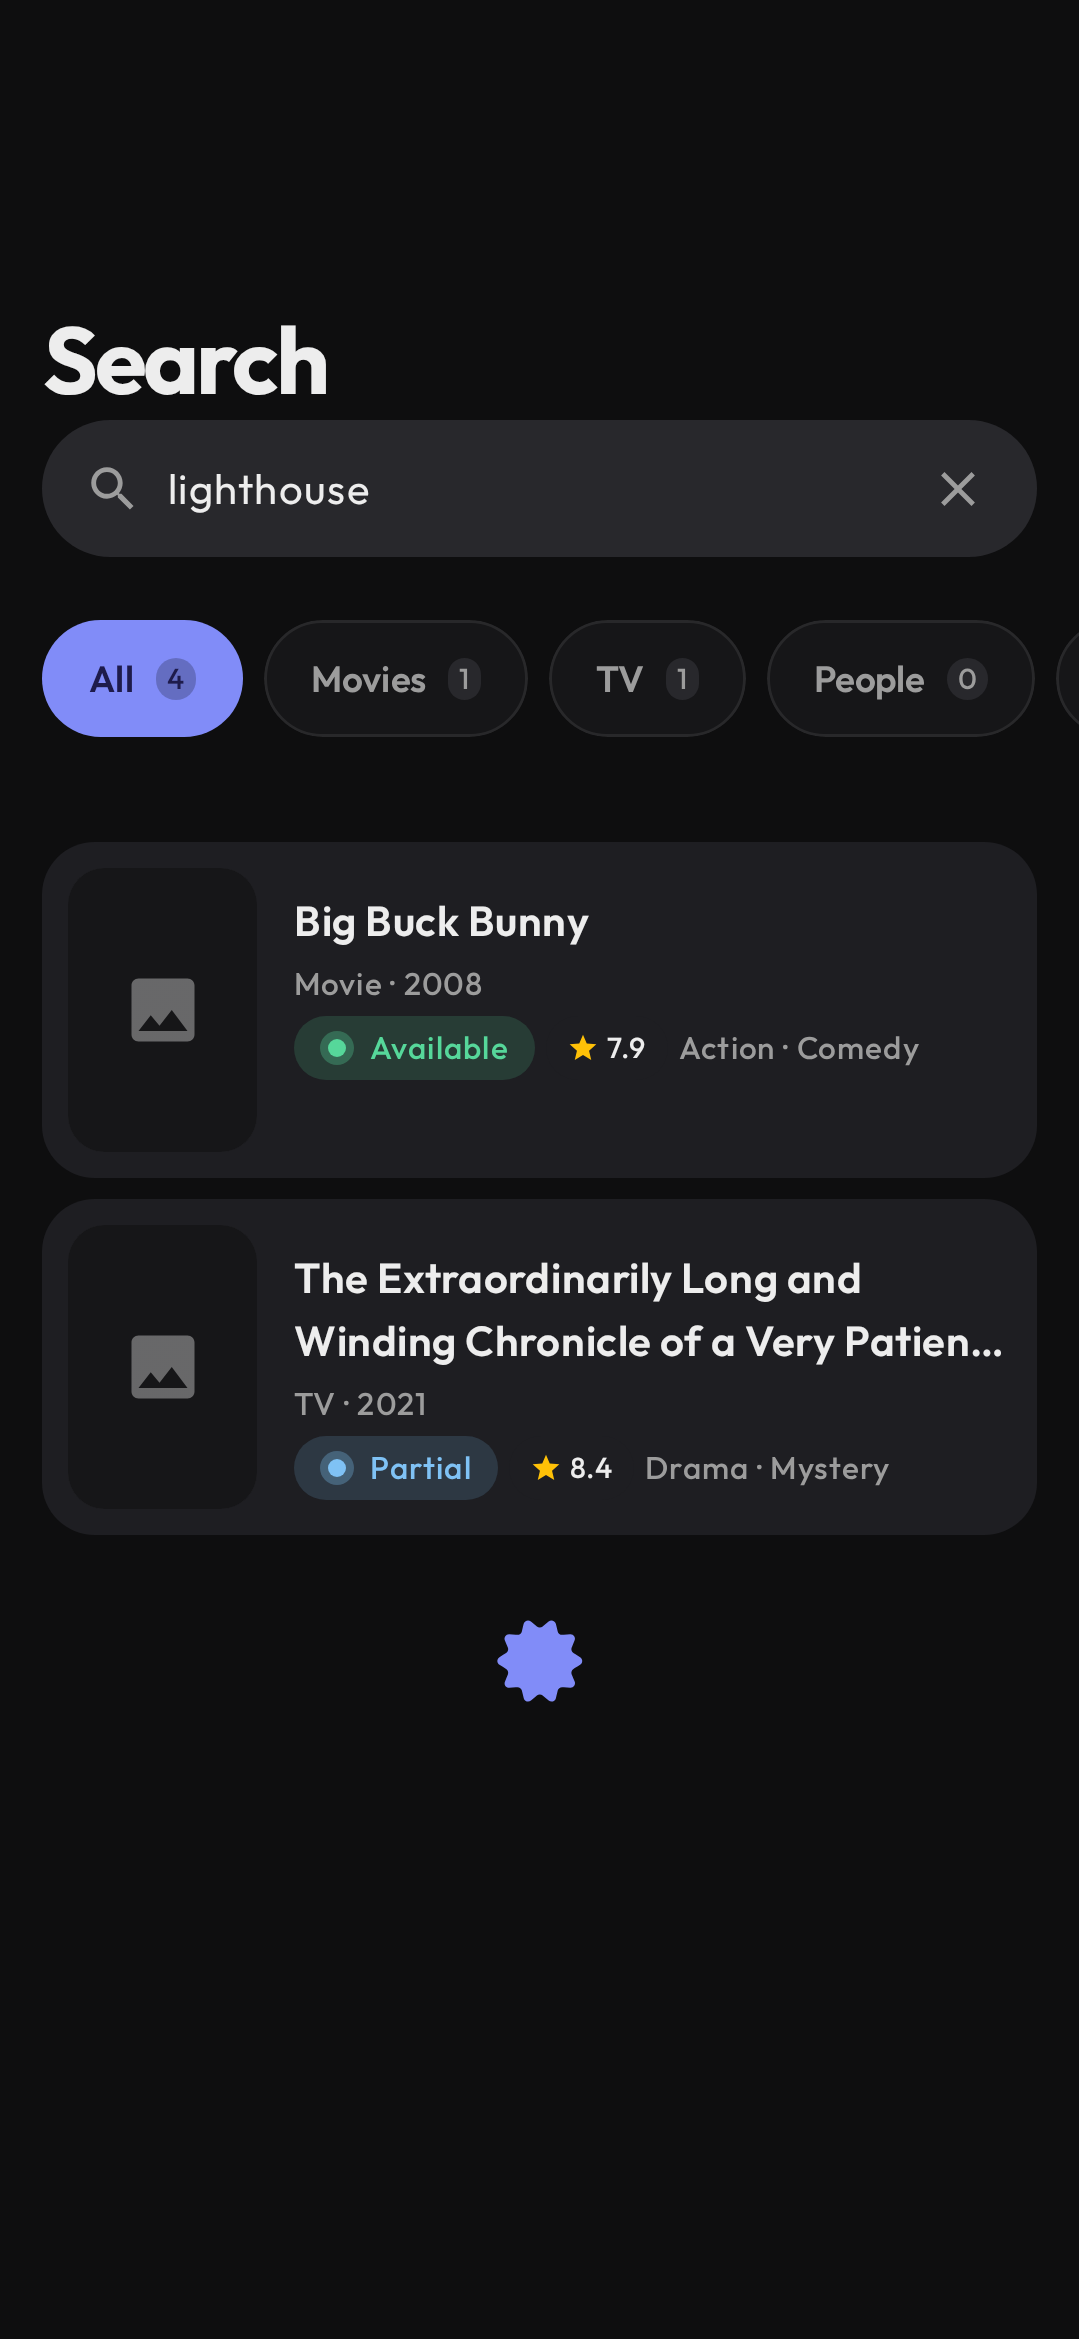 Search
lighthouse
All 4 Movies 1 TV 1 People 0
Big Buck Bunny
Movie · 2008
Available 7.9 Action · Comedy
The Extraordinarily Long and
Winding Chronicle of a Very Patien...
TV · 2021
Partial 8.4 Drama · Mystery